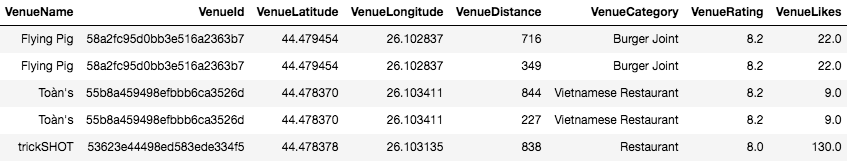 VenueName VenueId VenueLatitude VenueLongitude VenueDistance VenueCategory VenueRating VenueLikes
Flying Pig 58a2fc95d0bb3e516a2363b7 44.479454 26.102837 716 Burger Joint 8.2 22.0
Flying Pig 58a2fc95d0bb3e516a2363b7 44.479454 26.102837 349 Burger Joint 8.2 22.0
Toàn's 55b8a459498efbbb6ca3526d 44.478370 26.103411 844 Vietnamese Restaurant 8.2 9.0
Toàn's 55b8a459498efbbb6ca3526d 44.478370 26.103411 227 Vietnamese Restaurant 8.2 9.0
trickSHOT 53623e44498ed583ede334f5 44.478378 26.103135 838 Restaurant 8.0 130.0